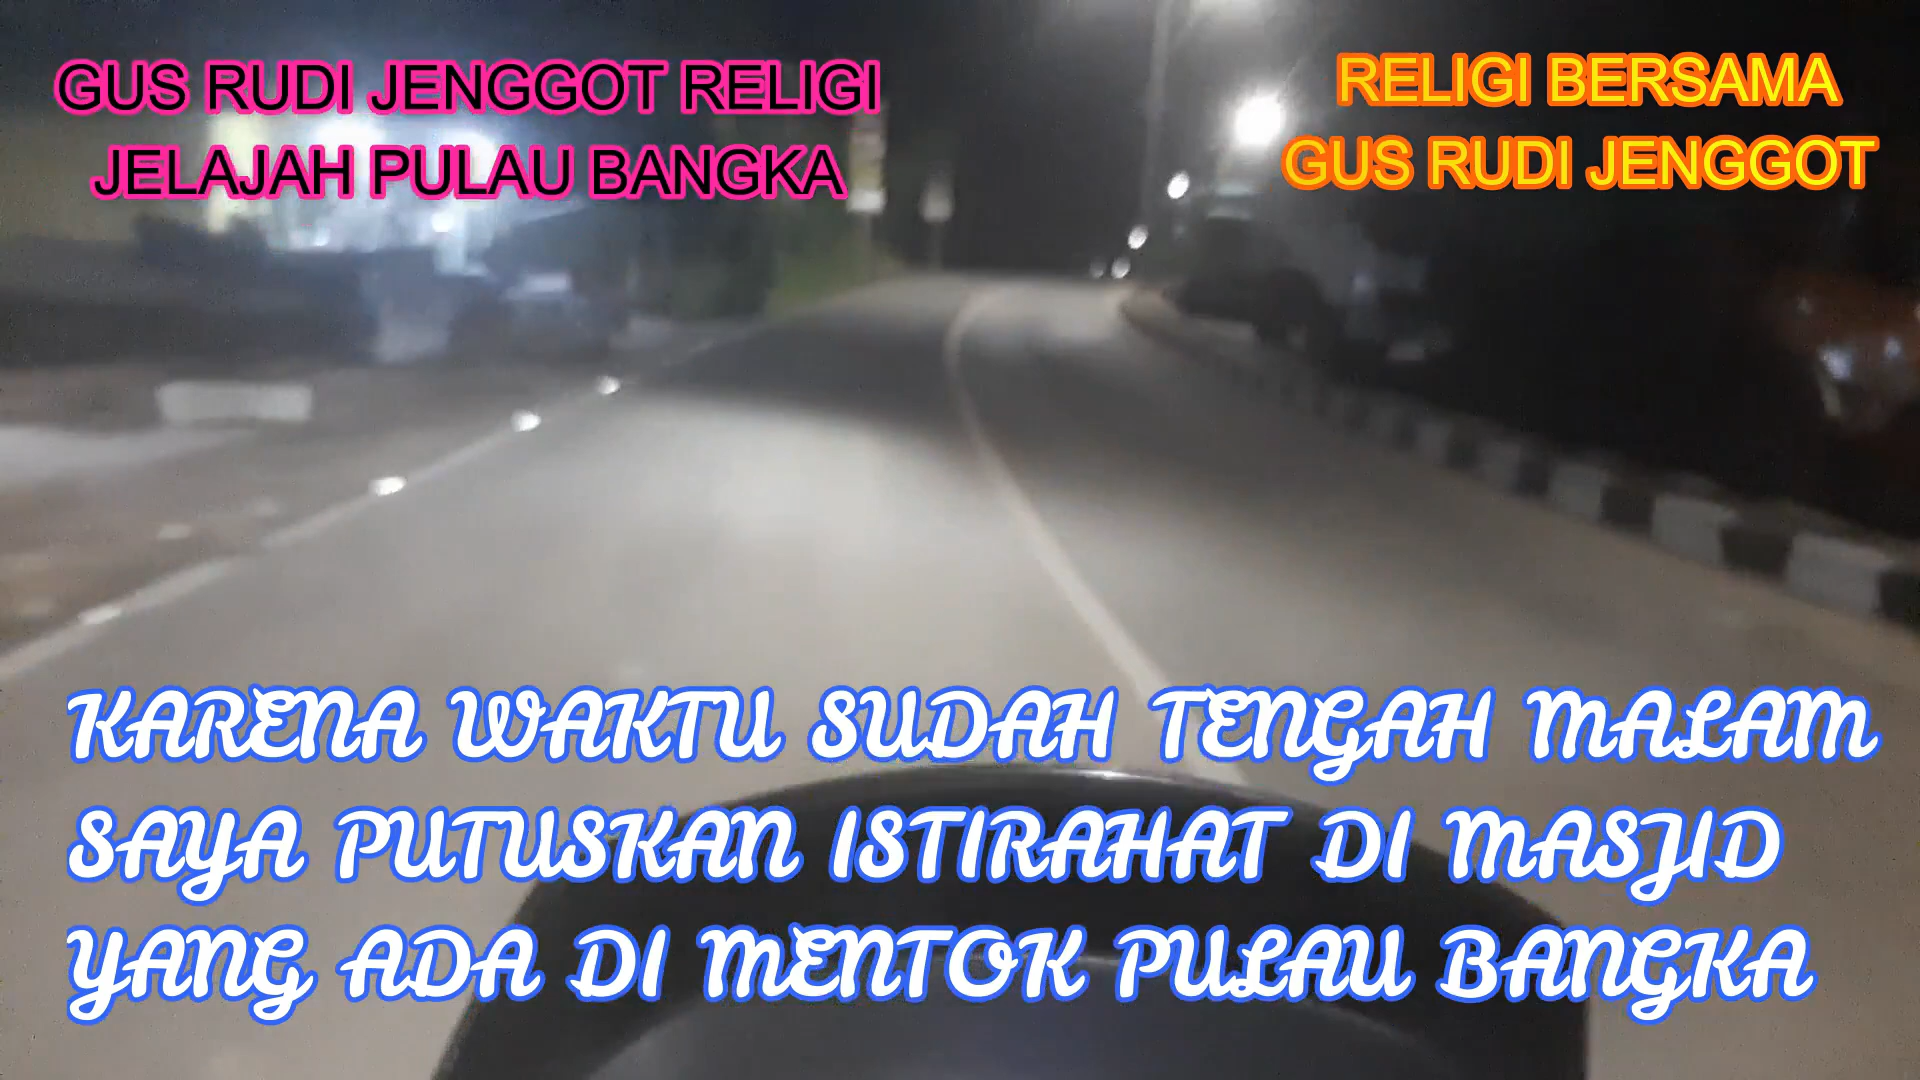 GUS RUDI JENGGOT RELIGI
JELAJAH PULAU BANGKA
RELIGI BERSAMA
GUS RUDI JENGGOT
KARENA WAKTU SUDAH TENGAH MALAM
SAYA PUTUSKAN ISTIRAHAT DI MASJID
YANG ADA DI MENTOK PULAU BANGKA